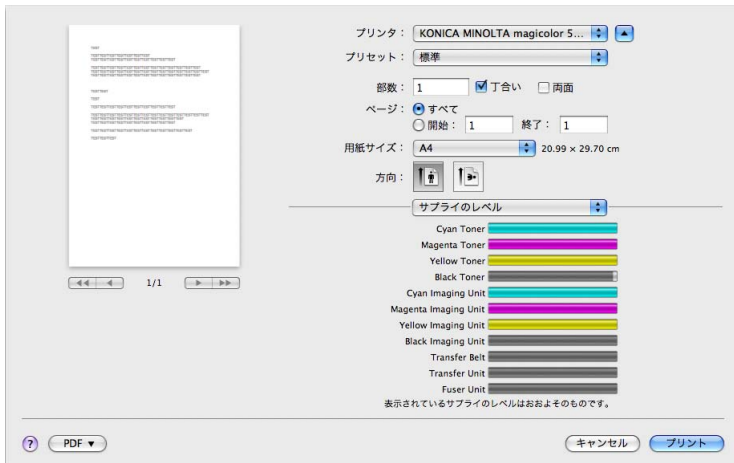 プリンタ： KONICA MINOLTA magicolor 5...
プリセット： 標準
部数： 1 丁合い 両面
ページ： すべて
開始： 1 終了： 1
用紙サイズ： A4 20.99 × 29.70 cm
方向：
サプライのレベル
Cyan Toner
Magenta Toner
Yellow Toner
Black Toner
1/1
Cyan Imaging Unit
Magenta Imaging Unit
Yellow Imaging Unit
Black Imaging Unit
Transfer Belt
Transfer Unit
Fuser Unit
表示されているサプライのレベルはおおよそのものです。
? PDF ▼ キャンセル プリント